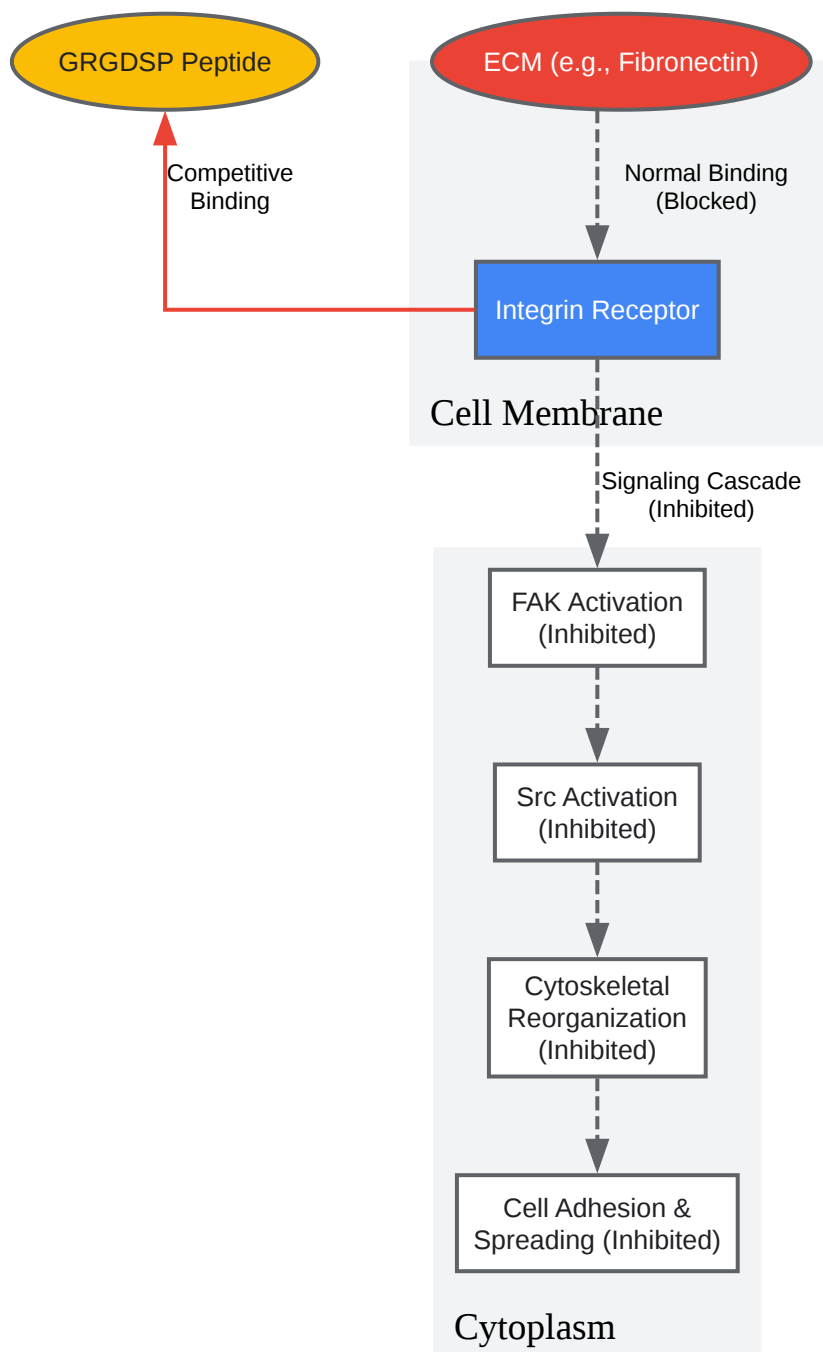 GRGDSP Peptide
ECM (e.g., Fibronectin)
Competitive
Binding
Normal Binding
(Blocked)
Integrin Receptor
Cell Membrane
Signaling Cascade
(Inhibited)
FAK Activation
(Inhibited)
Src Activation
(Inhibited)
Cytoskeletal
Reorganization
(Inhibited)
Cell Adhesion &
Spreading (Inhibited)
Cytoplasm